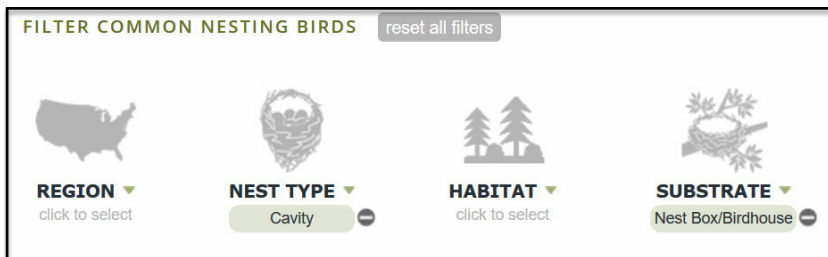 FILTER COMMON NESTING BIRDS reset all filters
REGION NEST TYPE HABITAT SUBSTRATE
click to select Cavity click to select Nest Box/Birdhouse